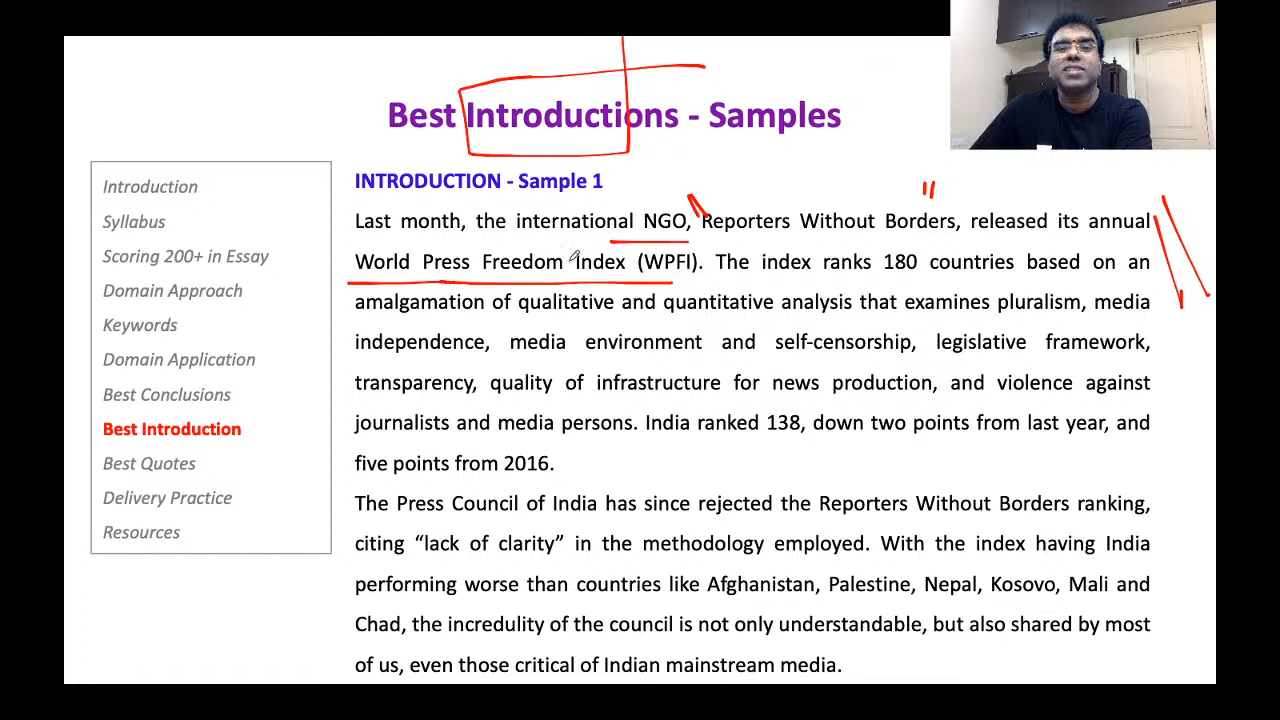 Best Introductions - Samples
Introduction
Syllabus
Scoring 200+ in Essay
Domain Approach
Keywords
Domain Application
Best Conclusions
Best Introduction
Best Quotes
Delivery Practice
Resources
INTRODUCTION - Sample 1
Last month, the international NGO, Reporters Without Borders, released its annual
World Press Freedom Index (WPFI). The index ranks 180 countries based on an
amalgamation of qualitative and quantitative analysis that examines pluralism, media
independence, media environment and self-censorship, legislative framework,
transparency, quality of infrastructure for news production, and violence against
journalists and media persons. India ranked 138, down two points from last year, and
five points from 2016.
The Press Council of India has since rejected the Reporters Without Borders ranking,
citing “lack of clarity” in the methodology employed. With the index having India
performing worse than countries like Afghanistan, Palestine, Nepal, Kosovo, Mali and
Chad, the incredulity of the council is not only understandable, but also shared by most
of us, even those critical of Indian mainstream media.